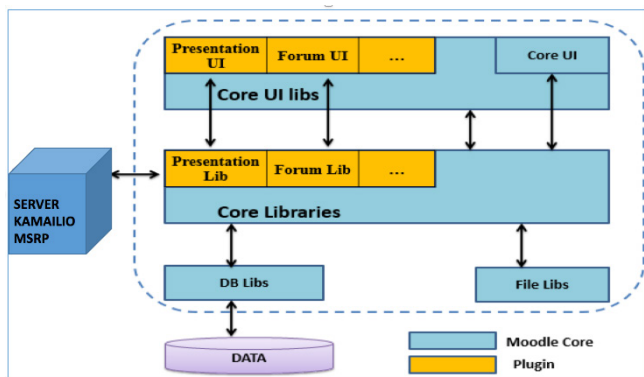 Presentation
UI
Forum UI
...
Core UI
Core UI libs
Presentation
Lib
Forum Lib
...
Core Libraries
SERVER
KAMAILIO
MSRP
DB Libs
File Libs
DATA
Moodle Core
Plugin